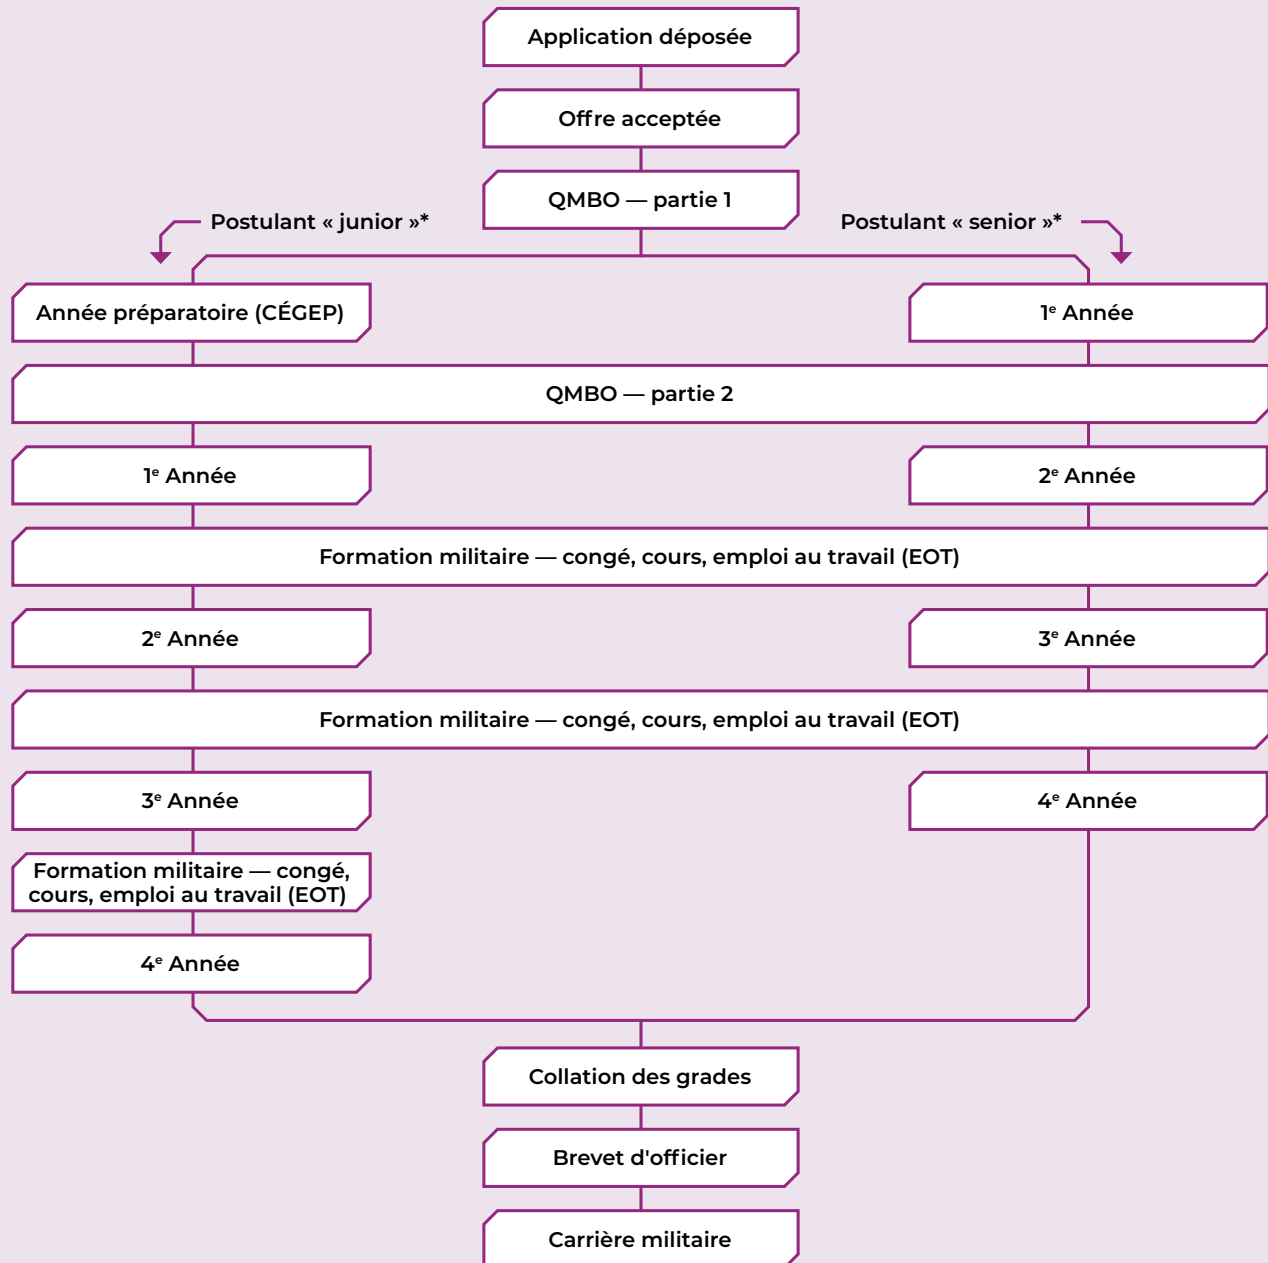 Application déposée
Offre acceptée
QMBO — partie 1
Postulant « junior »*
Postulant « senior »*
Année préparatoire (CÉGEP)
1e Année
QMBO — partie 2
1e Année
2e Année
Formation militaire — congé, cours, emploi au travail (EOT)
2e Année
3e Année
Formation militaire — congé, cours, emploi au travail (EOT)
3e Année
4e Année
Formation militaire — congé,
cours, emploi au travail (EOT)
4e Année
Collation des grades
Brevet d'officier
Carrière militaire